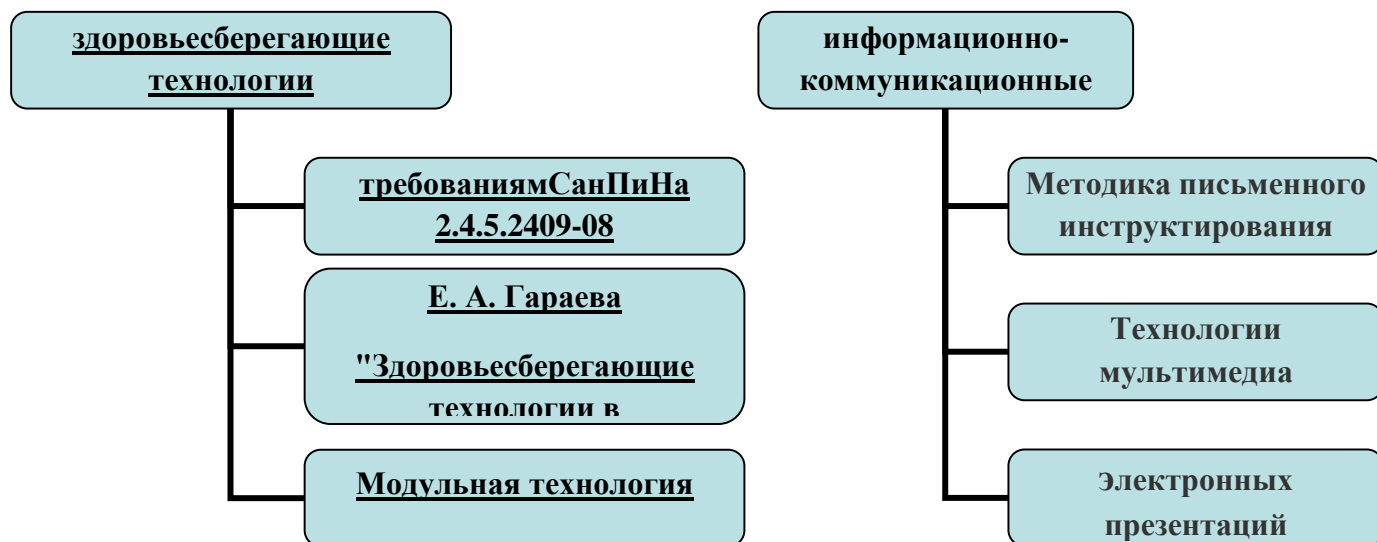 здоровьесберегающие
технологии
требованиямСанПиНа
2.4.5.2409-08
Е. А. Гараева
"Здоровьесберегающие
технологии в
Модульная технология
информационно-
коммуникационные
Методика письменного
инструктирования
Технологии
мультимедиа
электронных
презентаций